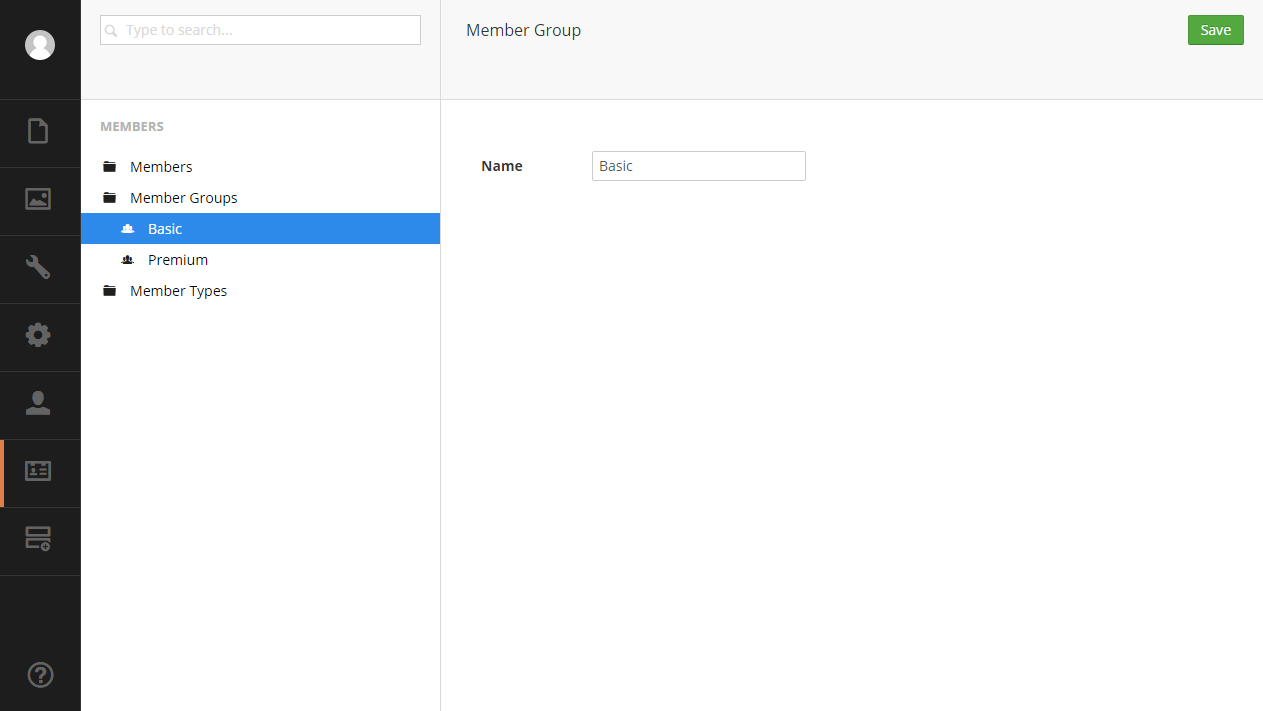 Type to search...
Member Group
Save
MEMBERS
Members
Member Groups
Basic
Premium
Member Types
Name
Basic